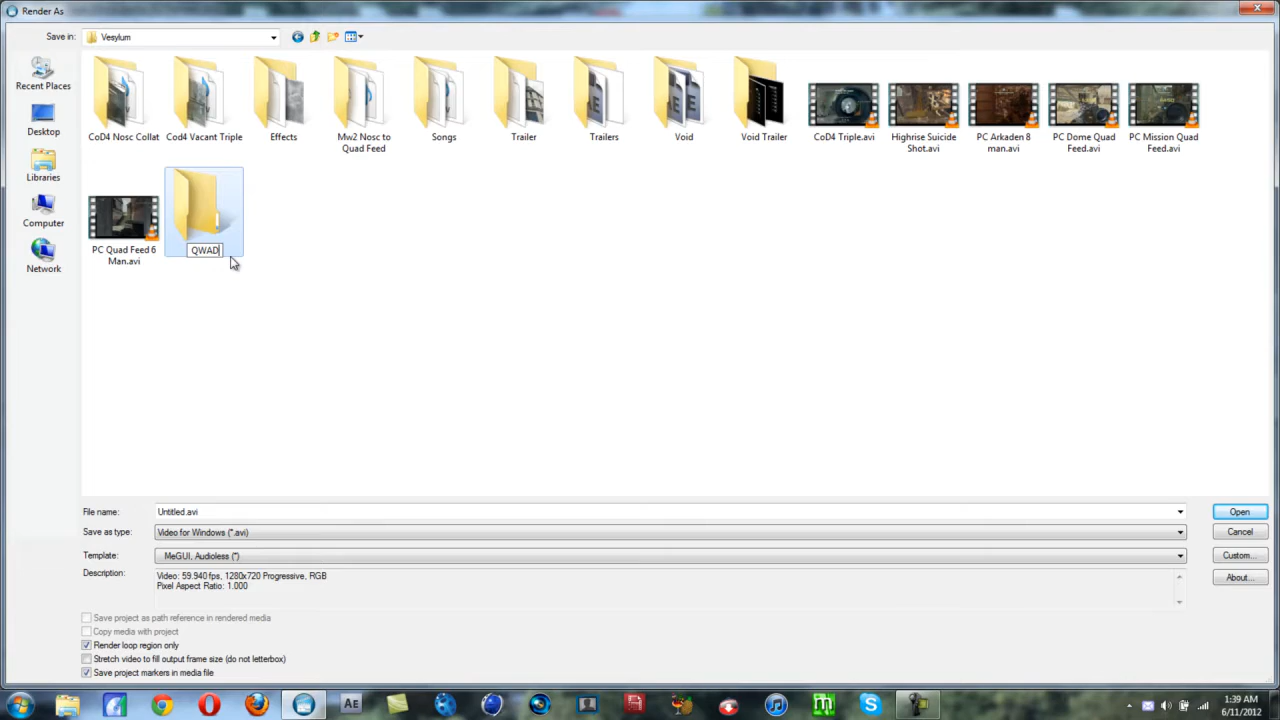 Render As
Save in:
Vesylum
Recent Places
Desktop
Libraries
Computer
Network
CoD4 Nosc Collat
Cod4 Vacant Triple
Effects
Mw2 Nosc to
Quad Feed
Songs
Trailer
Trailers
Void
Void Trailer
CoD4 Triple.avi
Highrise Suicide
Shot.avi
PC Arkaden 8
man.avi
PC Dome Quad
Feed.avi
PC Mission Quad
Feed.avi
PC Quad Feed 6
Man.avi
QWAD
File name:
Untitled.avi
Open
Save as type:
Video for Windows (*.avi)
Cancel
Template:
MeGUI, Audioless (*)
Custom...
Description:
Video: 59.940 fps, 1280x720 Progressive, RGB
Pixel Aspect Ratio: 1.000
About...
Save project as path reference in rendered media
Copy media with project
Render loop region only
Stretch video to fill output frame size (do not letterbox)
Save project markers in media file
Ae
1:39 AM
6/11/2012